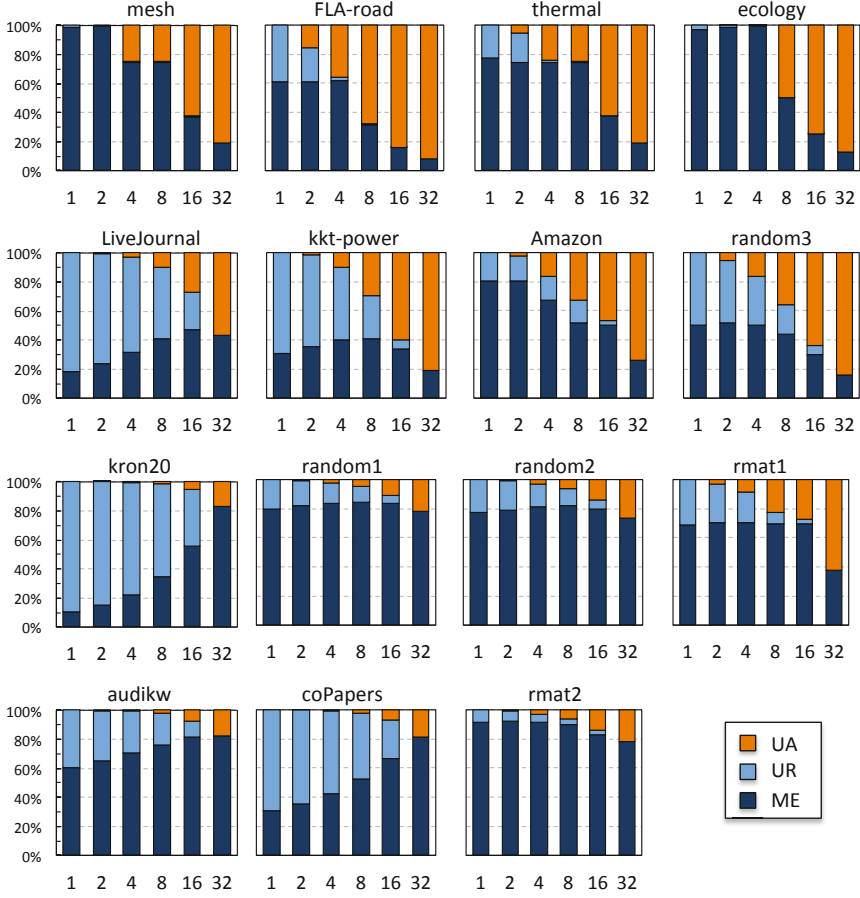 mesh FLA-road thermal ecology
100%
80%
60%
40%
20%
0%
1 2 4 8 16 32 1 2 4 8 16 32 1 2 4 8 16 32 1 2 4 8 16 32
LiveJournal kkt-power Amazon random3
100%
80%
60%
40%
20%
0%
1 2 4 8 16 32 1 2 4 8 16 32 1 2 4 8 16 32 1 2 4 8 16 32
kron20 random1 random2 rmat1
100%
80%
60%
40%
20%
0%
1 2 4 8 16 32 1 2 4 8 16 32 1 2 4 8 16 32 1 2 4 8 16 32
audikw coPapers rmat2
100%
80%
60%
40%
20%
0%
1 2 4 8 16 32 1 2 4 8 16 32 1 2 4 8 16 32
UA
UR
ME